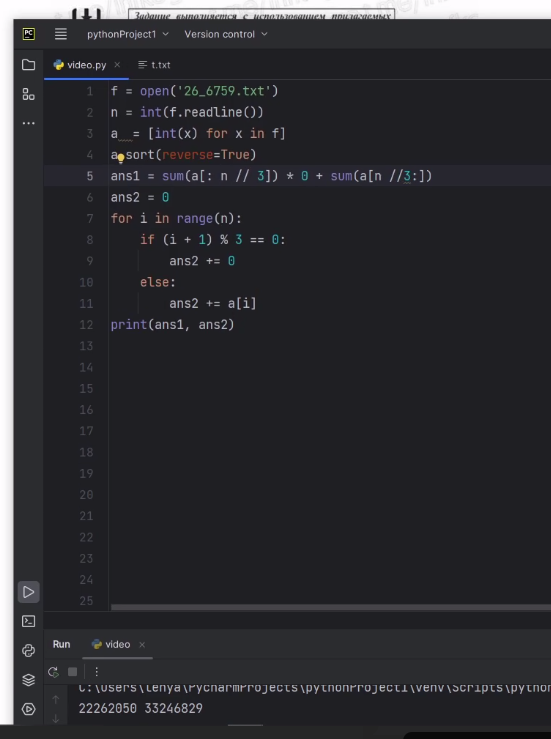 Задание выполняется с использованием прилагаемых
PC
pythonProject1
Version control
video.py ×
t.txt
1 f = open('26_6759.txt')
2 n = int(f.readline())
3 a = [int(x) for x in f]
4 a.sort(reverse=True)
5 ans1 = sum(a[: n // 3]) * 0 + sum(a[n //3:])
6 ans2 = 0
7 for i in range(n):
8 if (i + 1) % 3 == 0:
9 ans2 += 0
10 else:
11 ans2 += a[i]
12 print(ans1, ans2)
13
14
15
16
17
18
19
20
21
22
23
24
25
Run
video ×
C:\Users\lenya\PycharmProjects\pythonProject1\venv\Scripts\python
22262050 33246829